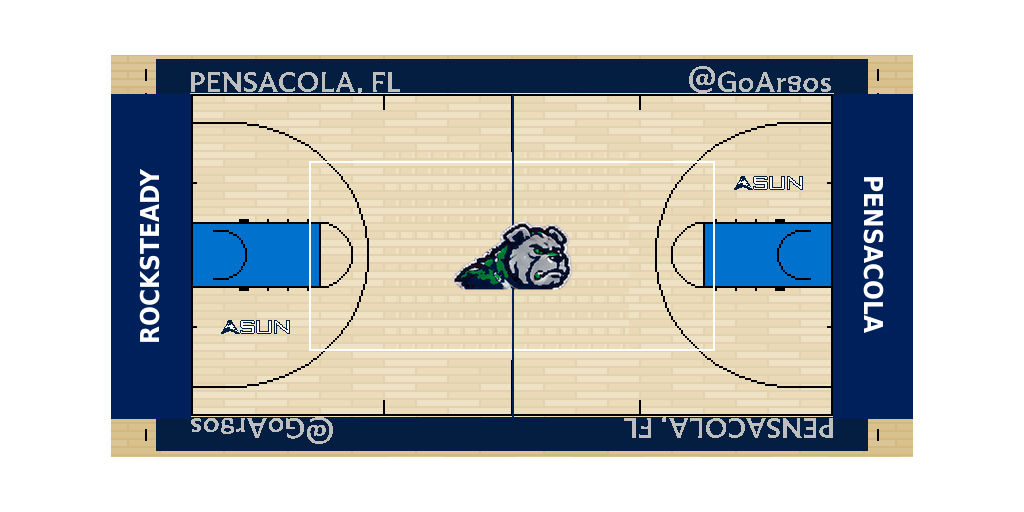 PENSACOLA, FL
@GoArgos
ROCKSTEADY
ASUN
PENSACOLA
ASUN
@GoArgos
PENSACOLA, FL